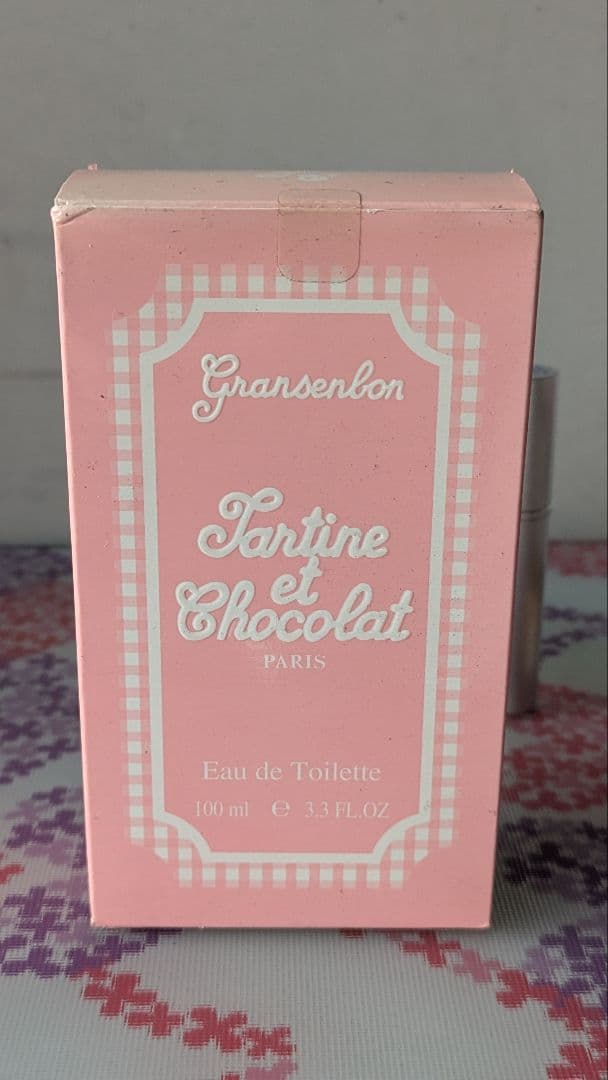 Gransenbon
Tartine
et
Chocolat
PARIS
Eau de Toilette
100 ml ℮ 3.3 FL.OZ